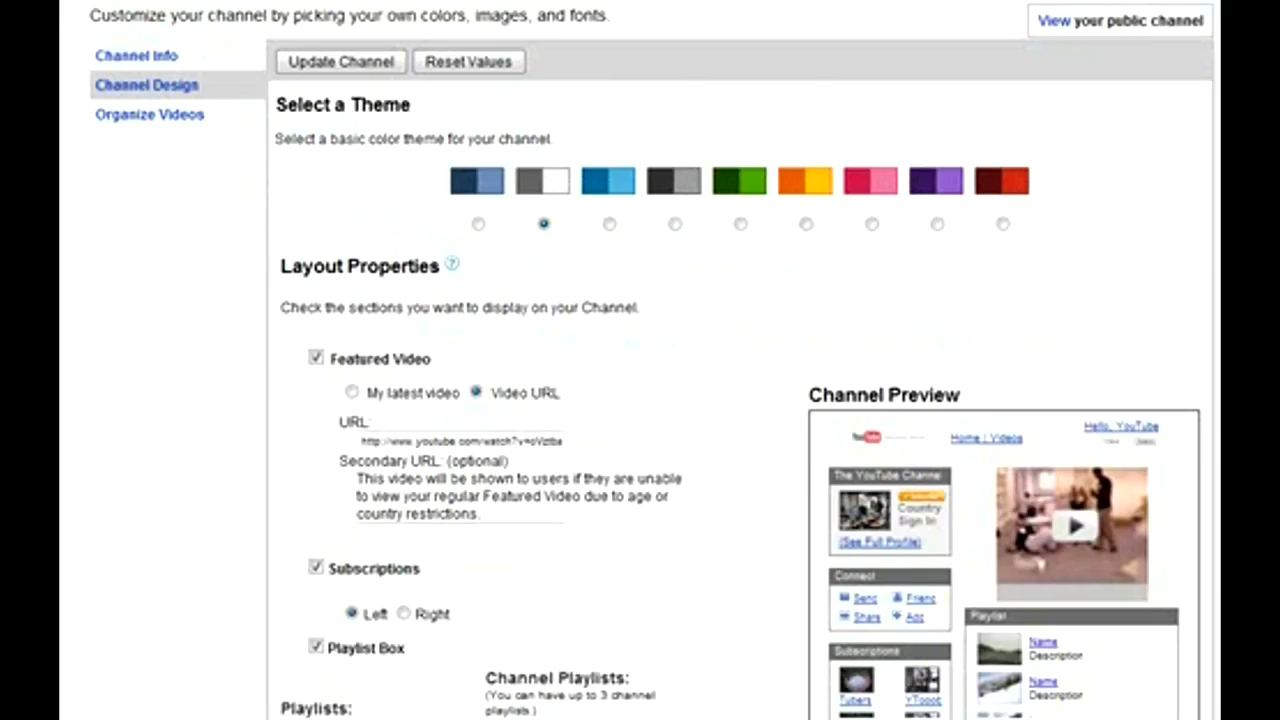 Customize your channel by picking your own colors, images, and fonts.
View your public channel
Channel Info
Channel Design
Organize Videos
Update Channel
Reset Values
Select a Theme
Select a basic color theme for your channel.
Layout Properties ?
Check the sections you want to display on your Channel.
Featured Video
My latest video
Video URL
URL:
Secondary URL: (optional)
This video will be shown to users if they are unable
to view your regular Featured Video due to age or
country restrictions.
Subscriptions
Left
Right
Playlist Box
Channel Playlists:
(You can have up to 3 channel
playlists.)
Playlists:
Channel Preview
Hello, YouTube
YouTube
Home | Videos
The YouTube Channel
Country
Sign In
(See Full Profile)
Connect
Send
Friend
Share
Add
Playlist
Name
Description
Name
Description
Subscriptions
Tubers